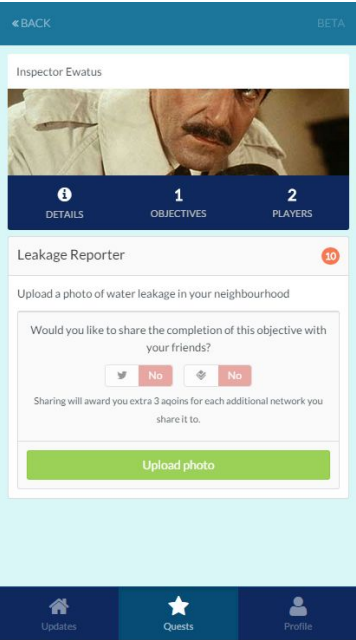 «BACK
BETA
Inspector Ewatus
1
2
DETAILS
OBJECTIVES
PLAYERS
Leakage Reporter
10
Upload a photo of water leakage in your neighbourhood
Would you like to share the completion of this objective with
your friends?
No
No
Sharing will award you extra 3 aqoins for each additional network you
share it to.
Upload photo
Updates
Quests
Profile